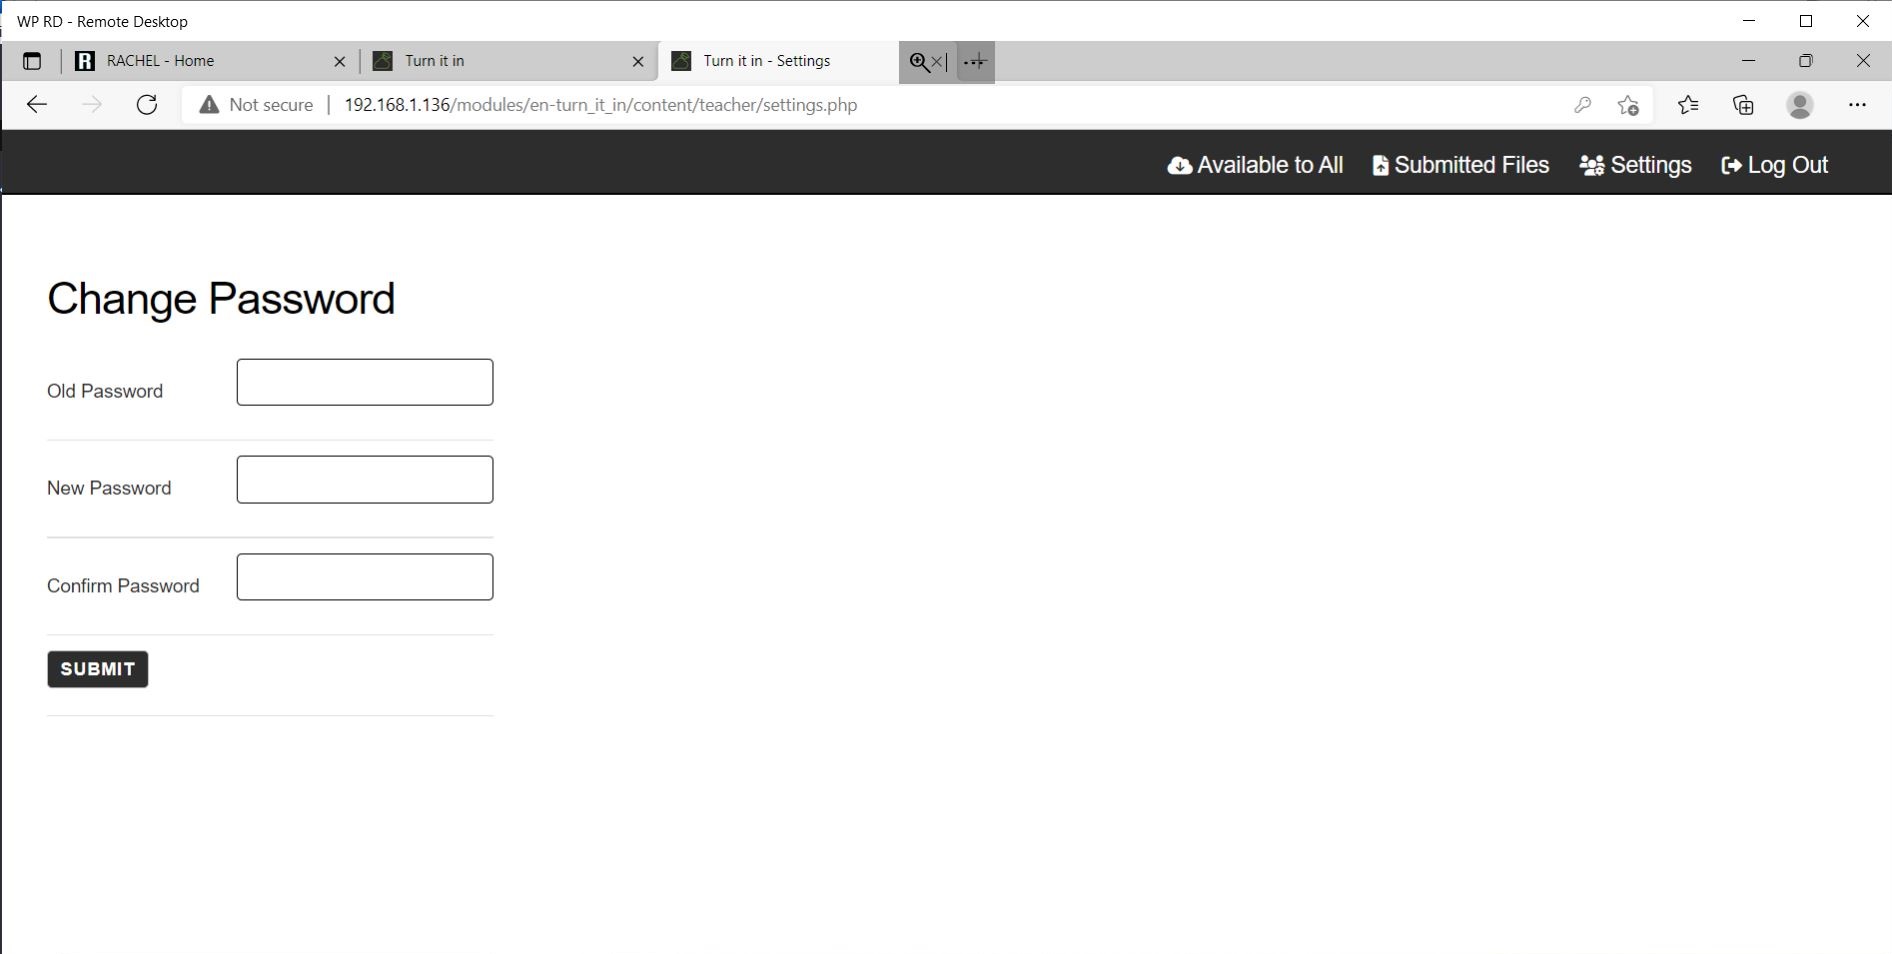 WP RD - Remote Desktop
RACHEL - Home
Turn it in
Turn it in - Settings
Not secure
192.168.1.136/modules/en-turn_it_in/content/teacher/settings.php
Available to All
Submitted Files
Settings
Log Out
Change Password
Old Password
New Password
Confirm Password
SUBMIT